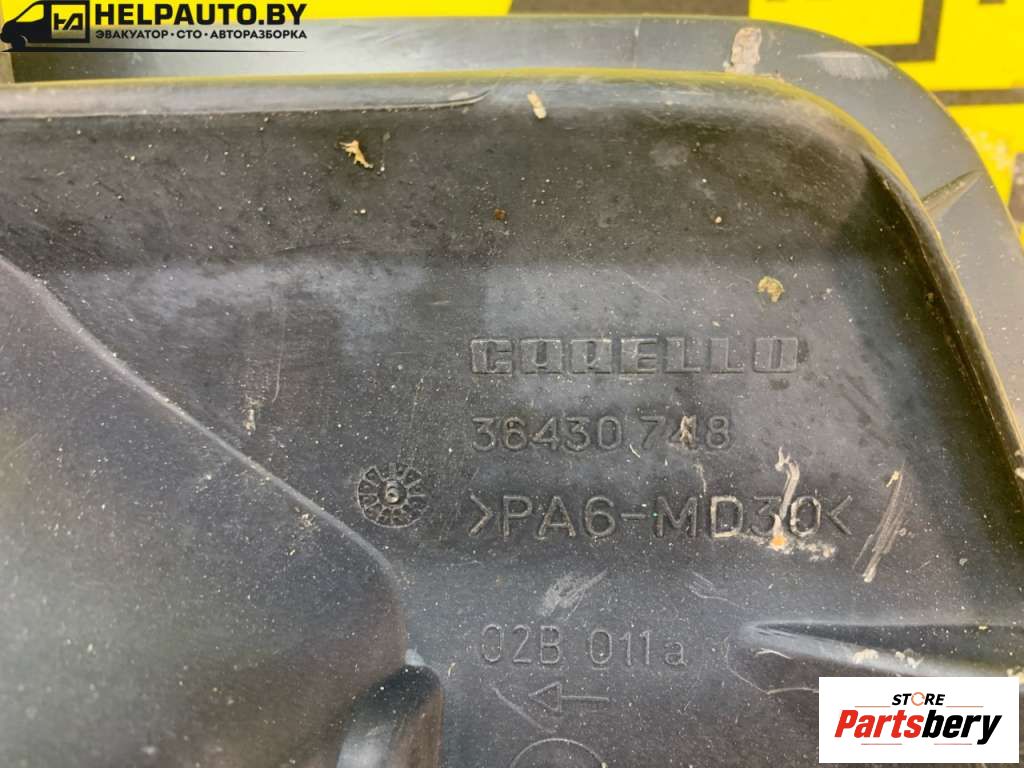 HELPAUTO.BY
ЭВАКУАТОР · СТО · АВТОРАЗБОРКА
CARELLO
36430748
6
>PA6-MD30<
02B 011a
STORE
Partsbery